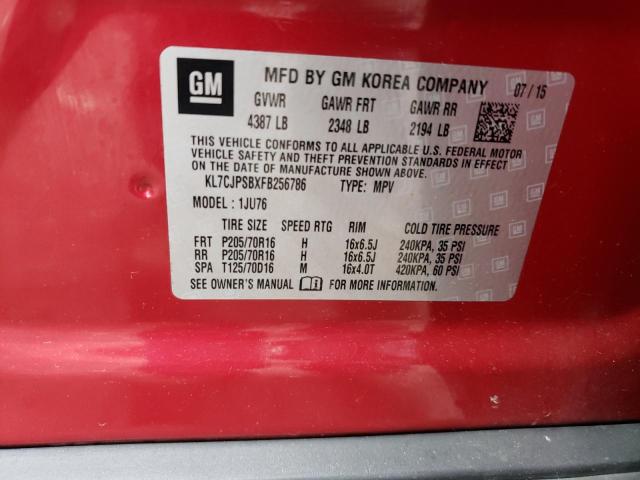 GM MFD BY GM KOREA COMPANY 07 / 15
GVWR GAWR FRT GAWR RR
4387 LB 2348 LB 2194 LB
THIS VEHICLE CONFORMS TO ALL APPLICABLE U.S. FEDERAL MOTOR
VEHICLE SAFETY AND THEFT PREVENTION STANDARDS IN EFFECT
ON THE DATE OF MANUFACTURE SHOWN ABOVE.
KL7CJPSBXFB256786 TYPE: MPV
MODEL : 1JU76
TIRE SIZE SPEED RTG RIM COLD TIRE PRESSURE
FRT P205/70R16 H 16x6.5J 240KPA, 35 PSI
RR P205/70R16 H 16x6.5J 240KPA, 35 PSI
SPA T125/70D16 M 16x4.0T 420KPA, 60 PSI
SEE OWNER'S MANUAL FOR MORE INFORMATION.